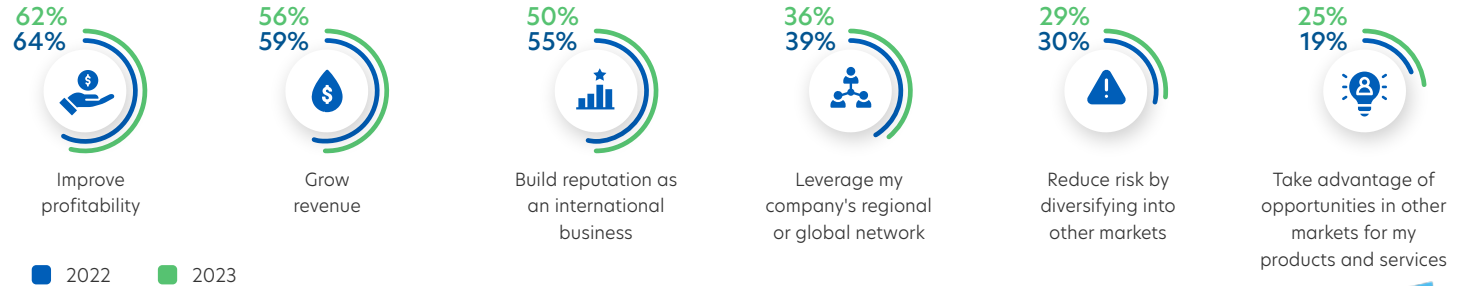 62%
64%
Improve
profitability
56%
59%
$
Grow
revenue
50%
55%
Build reputation as
an international
business
36%
39%
Leverage my
company's regional
or global network
29%
30%
!
Reduce risk by
diversifying into
other markets
25%
19%
Take advantage of
opportunities in other
markets for my
products and services
2022
2023